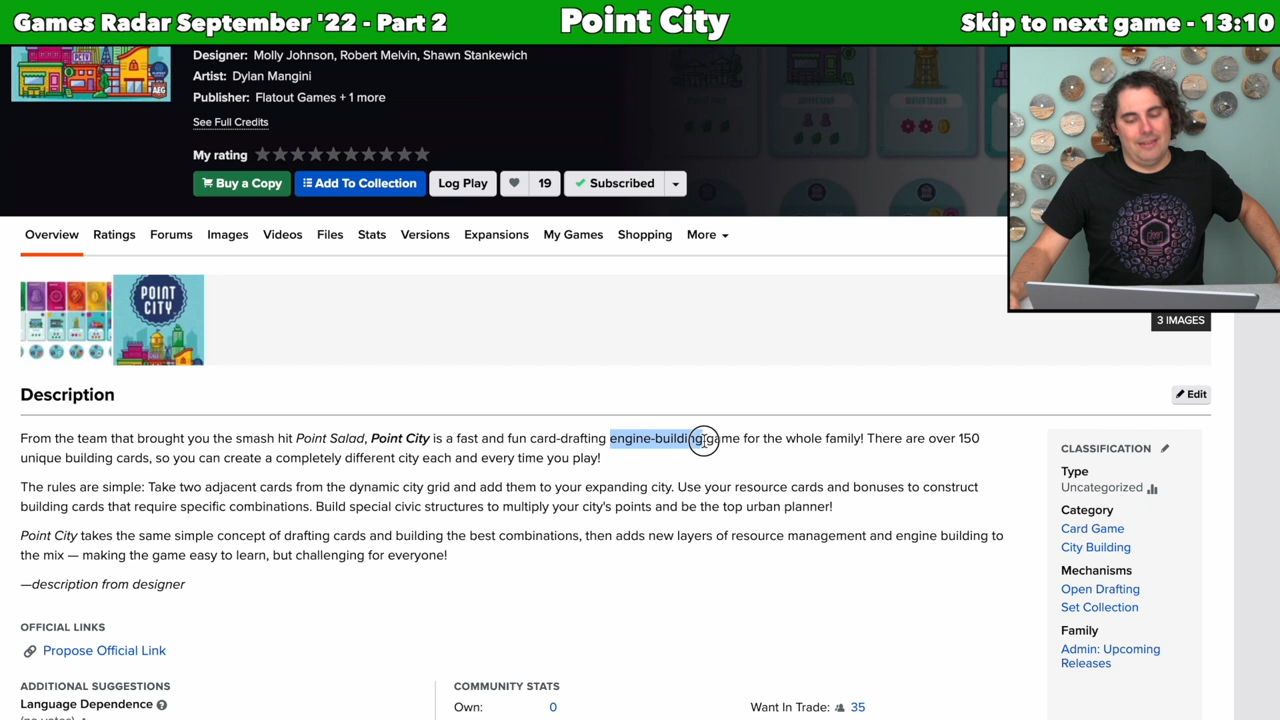 Games Radar September '22 - Part 2
Point City
Skip to next game - 13:10
AEG
Designer: Molly Johnson, Robert Melvin, Shawn Stankewich
Artist: Dylan Mangini
Publisher: Flatout Games + 1 more
See Full Credits
My rating
Buy a Copy
Add To Collection
Log Play
19
Subscribed
Overview
Ratings
Forums
Images
Videos
Files
Stats
Versions
Expansions
My Games
Shopping
More
POINT
CITY
3 IMAGES
Description
Edit
From the team that brought you the smash hit Point Salad, Point City is a fast and fun card-drafting engine-building game for the whole family! There are over 150
unique building cards, so you can create a completely different city each and every time you play!
The rules are simple: Take two adjacent cards from the dynamic city grid and add them to your expanding city. Use your resource cards and bonuses to construct
building cards that require specific combinations. Build special civic structures to multiply your city's points and be the top urban planner!
Point City takes the same simple concept of drafting cards and building the best combinations, then adds new layers of resource management and engine building to
the mix — making the game easy to learn, but challenging for everyone!
—description from designer
OFFICIAL LINKS
Propose Official Link
ADDITIONAL SUGGESTIONS
Language Dependence
COMMUNITY STATS
Own: 0
Want In Trade: 35
CLASSIFICATION
Type
Uncategorized
Category
Card Game
City Building
Mechanisms
Open Drafting
Set Collection
Family
Admin: Upcoming
Releases